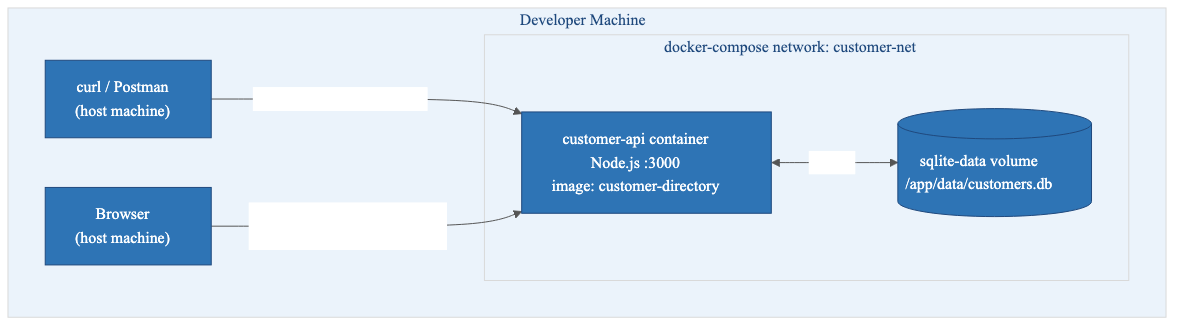 Developer Machine
docker-compose network: customer-net
curl / Postman
(host machine)
customer-api container
Node.js :3000
image: customer-directory
sqlite-data volume
/app/data/customers.db
Browser
(host machine)